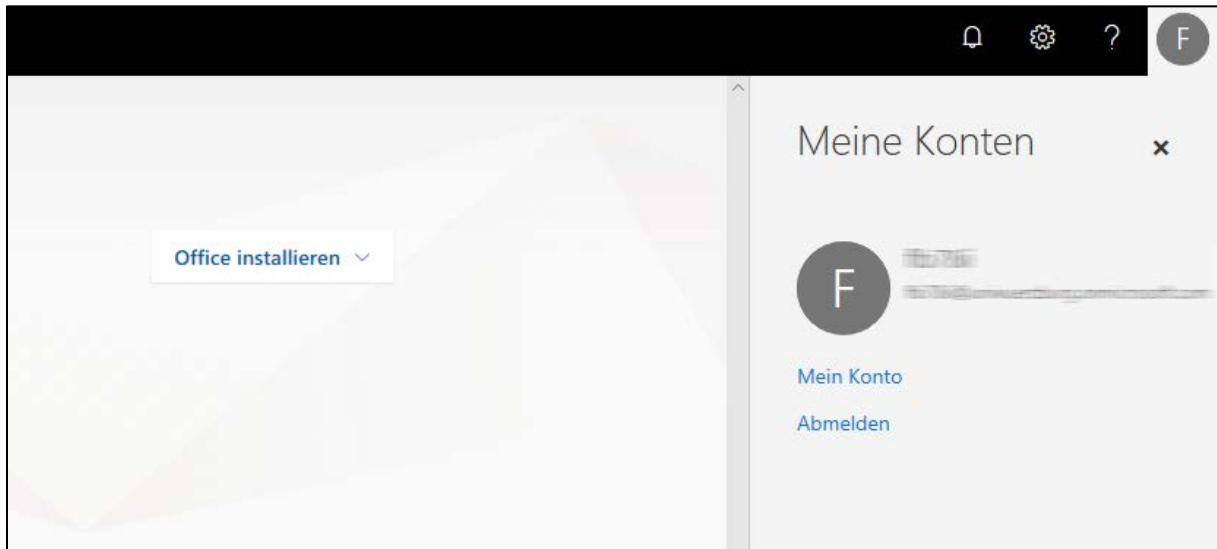 ?
F
Meine Konten
Office installieren
F
Mein Konto
Abmelden